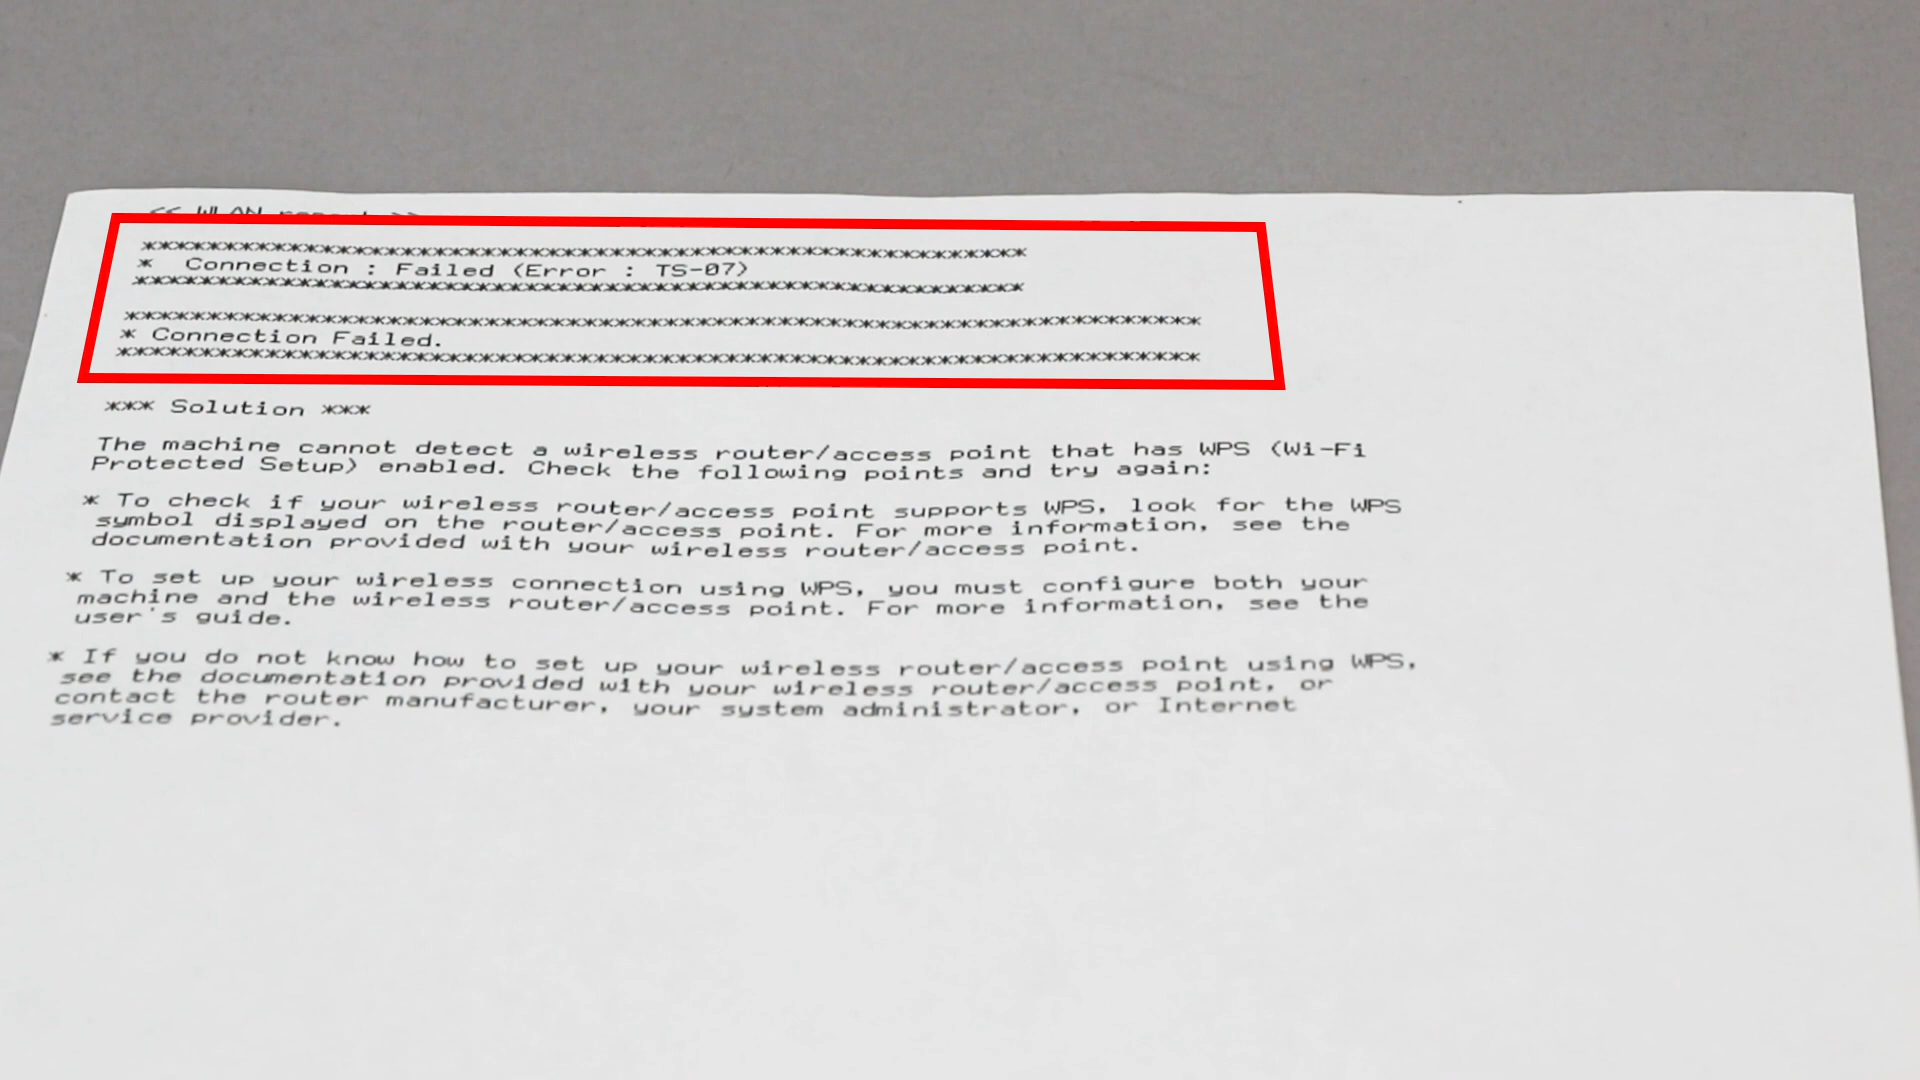 << WLAN report >>
*******************************************************
*  Connection : Failed (Error : TS-07)
*******************************************************
*******************************************************************
* Connection Failed.
*******************************************************************
*** Solution ***
The machine cannot detect a wireless router/access point that has WPS (Wi-Fi
Protected Setup) enabled. Check the following points and try again:
* To check if your wireless router/access point supports WPS, look for the WPS
symbol displayed on the router/access point. For more information, see the
documentation provided with your wireless router/access point.
* To set up your wireless connection using WPS, you must configure both your
machine and the wireless router/access point. For more information, see the
user's guide.
* If you do not know how to set up your wireless router/access point using WPS,
see the documentation provided with your wireless router/access point, or
contact the router manufacturer, your system administrator, or Internet
service provider.